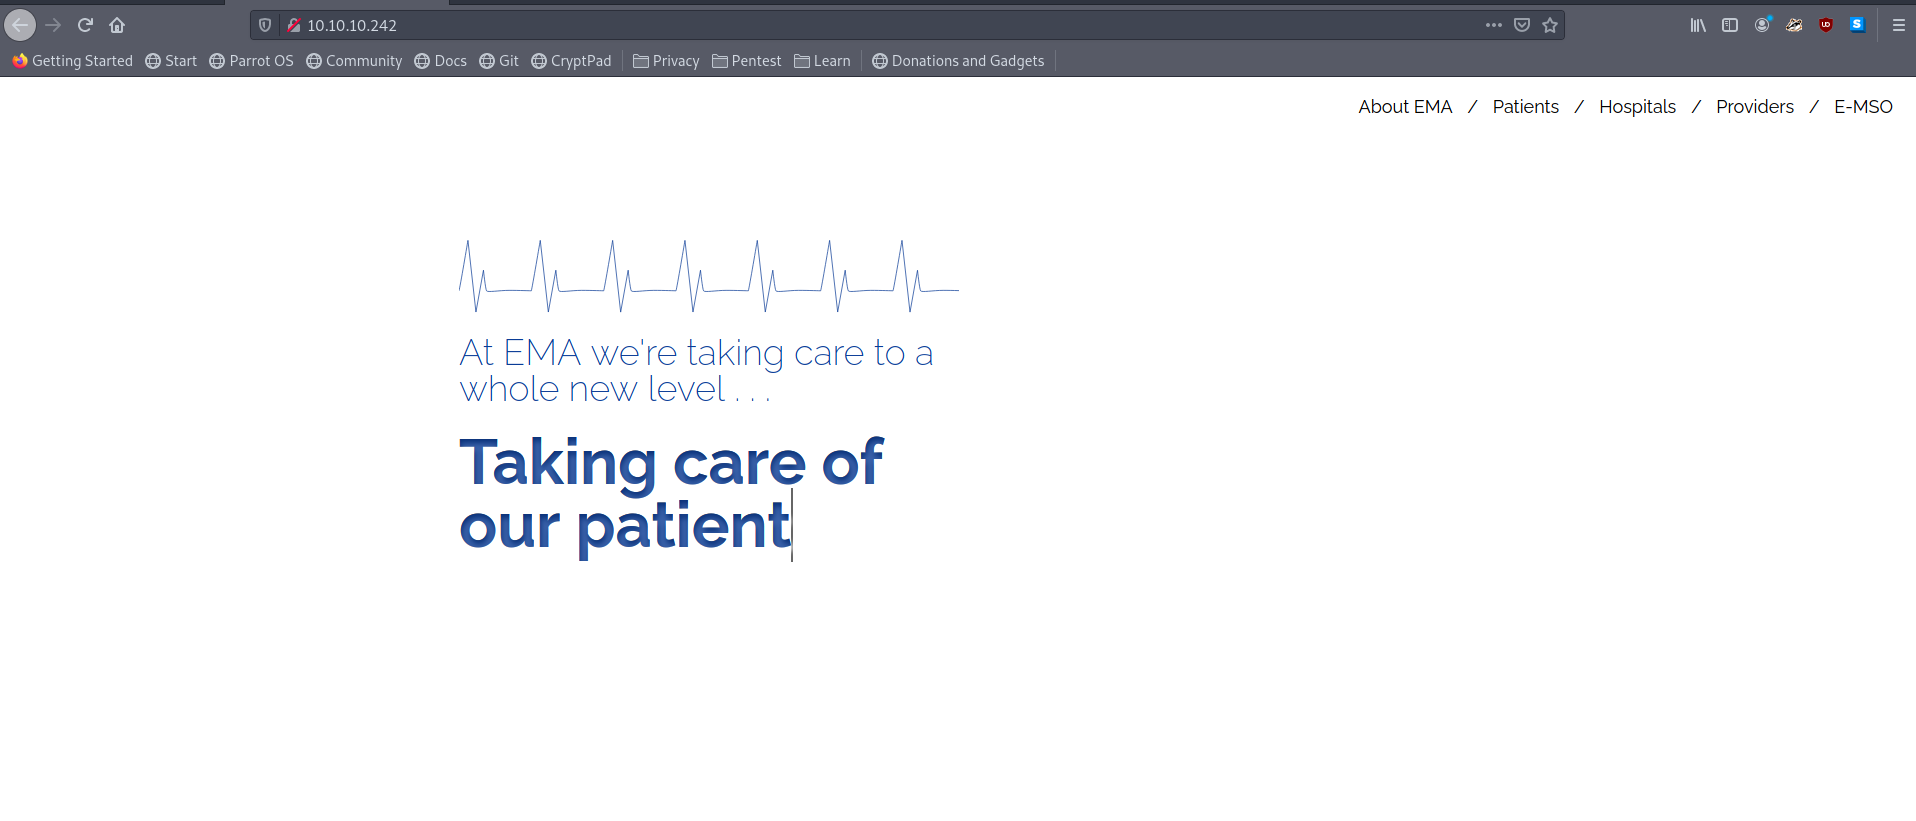 10.10.10.242
Getting Started Start Parrot OS Community Docs Git CryptPad Privacy Pentest Learn Donations and Gadgets
About EMA / Patients / Hospitals / Providers / E-MSO
At EMA we're taking care to a
whole new level . . .
Taking care of
our patient